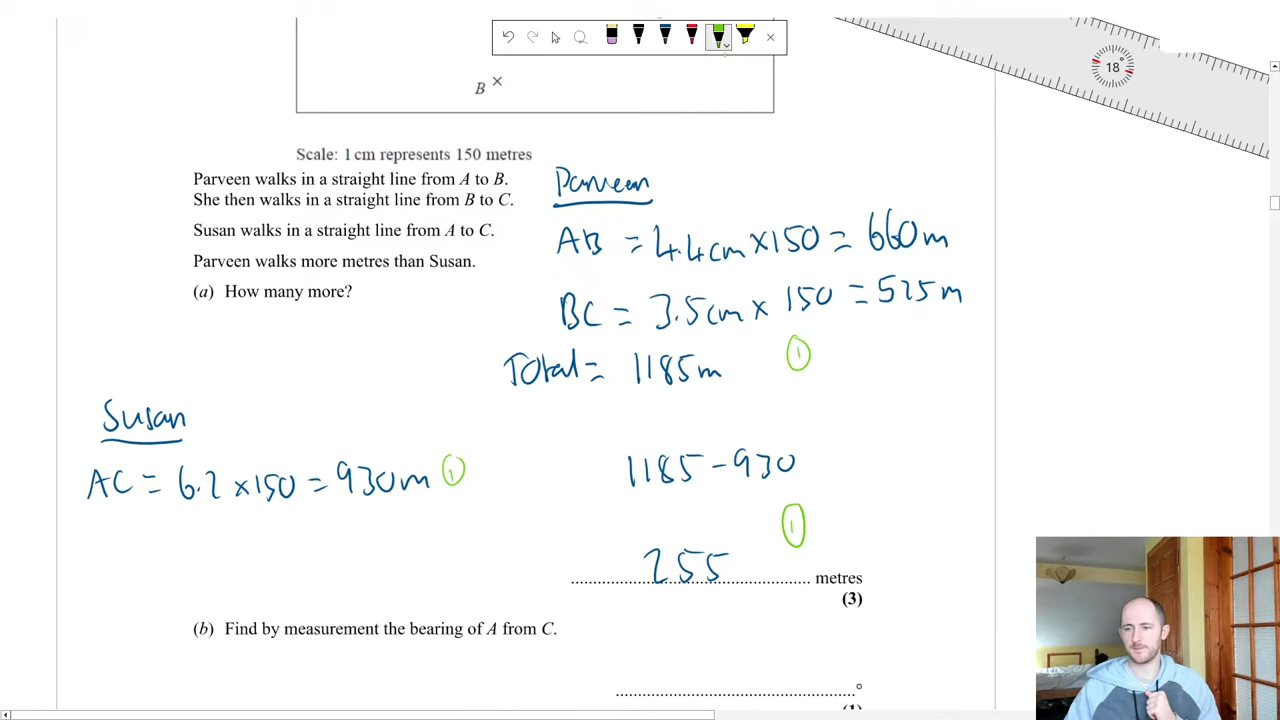 18°
B ×
Scale: 1 cm represents 150 metres
Parveen walks in a straight line from A to B.
She then walks in a straight line from B to C.
Susan walks in a straight line from A to C.
Parveen walks more metres than Susan.
(a) How many more?
Parveen
AB = 4.4cm × 150 = 660m
BC = 3.5cm × 150 = 525m
Total = 1185m
1
Susan
AC = 6.2 × 150 = 930m
1
1185 - 930
1
255 metres
(3)
(b) Find by measurement the bearing of A from C.
°
(1)